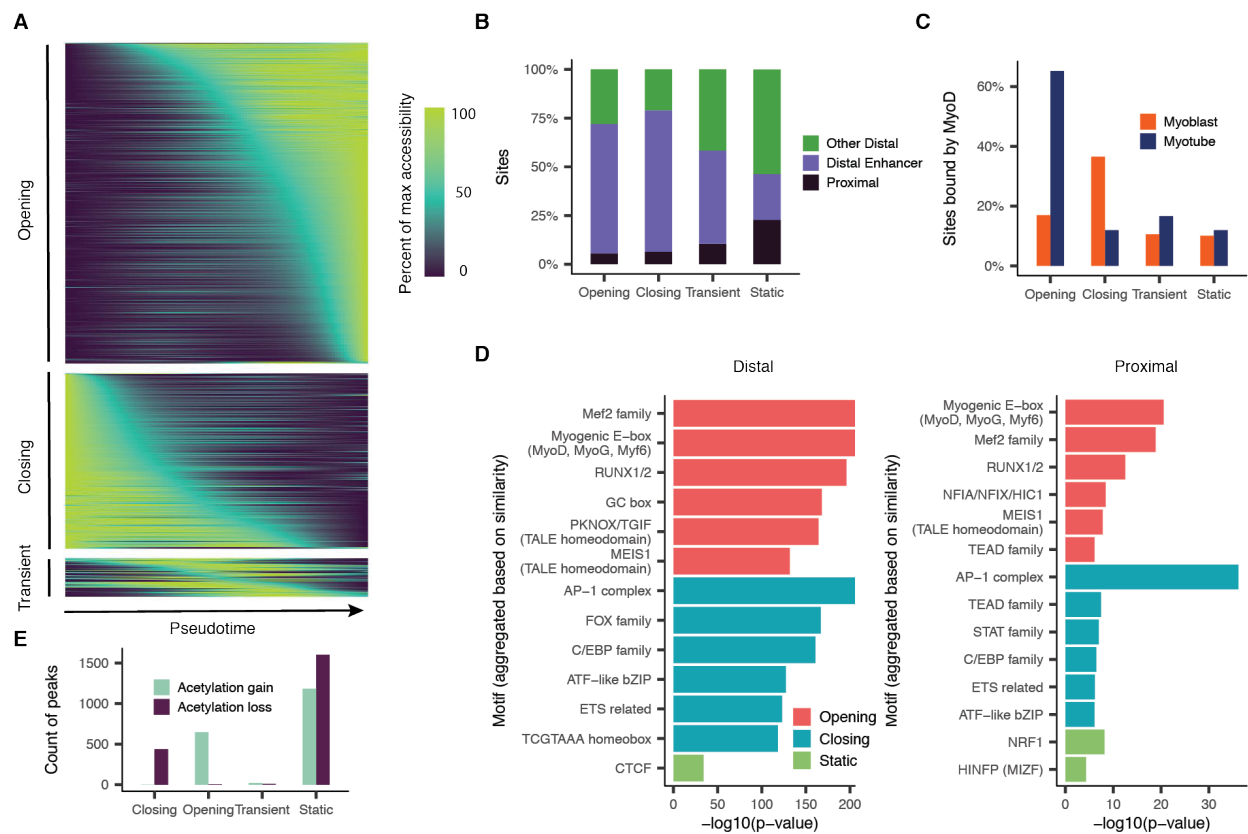 A
Opening
Closing
Transient
Pseudotime
Percent of max accessibility
100
50
0
B
Sites
100%
75%
50%
25%
0%
Opening
Closing
Transient
Static
Other Distal
Distal Enhancer
Proximal
C
Sites bound by MyoD
60%
40%
20%
0%
Opening
Closing
Transient
Static
Myoblast
Myotube
D
Distal
Motif (aggregated based on similarity)
Mef2 family
Myogenic E−box
(MyoD, MyoG, Myf6)
RUNX1/2
GC box
PKNOX/TGIF
(TALE homeodomain)
MEIS1
(TALE homeodomain)
AP−1 complex
FOX family
C/EBP family
ATF−like bZIP
ETS related
TCGTAAA homeobox
CTCF
0
50
100
150
200
−log10(p−value)
Opening
Closing
Static
Proximal
Motif (aggregated based on similarity)
Myogenic E−box
(MyoD, MyoG, Myf6)
Mef2 family
RUNX1/2
NFIA/NFIX/HIC1
MEIS1
(TALE homeodomain)
TEAD family
AP−1 complex
TEAD family
STAT family
C/EBP family
ETS related
ATF−like bZIP
NRF1
HINFP (MIZF)
0
10
20
30
−log10(p−value)
E
Count of peaks
1500
1000
500
0
Acetylation gain
Acetylation loss
Closing
Opening
Transient
Static